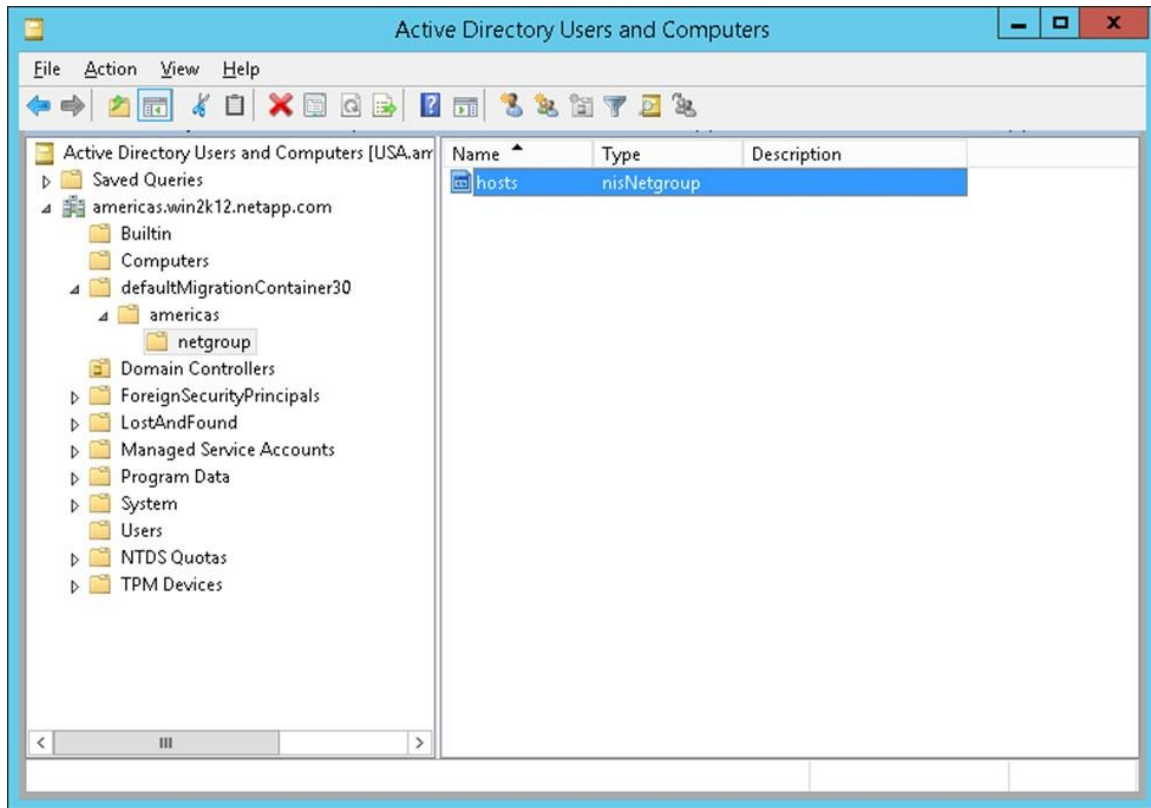 Active Directory Users and Computers
File Action View Help
Active Directory Users and Computers [USA.am
Name Type Description
Saved Queries
hosts nisNetgroup
americas.win2k12.netapp.com
Builtin
Computers
defaultMigrationContainer30
americas
netgroup
Domain Controllers
ForeignSecurityPrincipals
LostAndFound
Managed Service Accounts
Program Data
System
Users
NTDS Quotas
TPM Devices